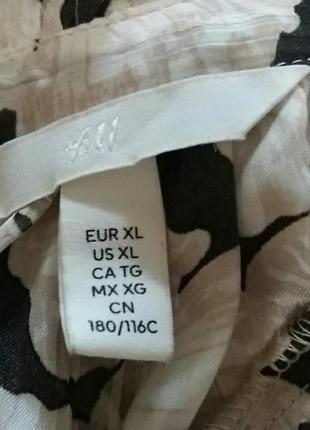 H&M
EUR XL
US XL
CA TG
MX XG
CN
180/116C